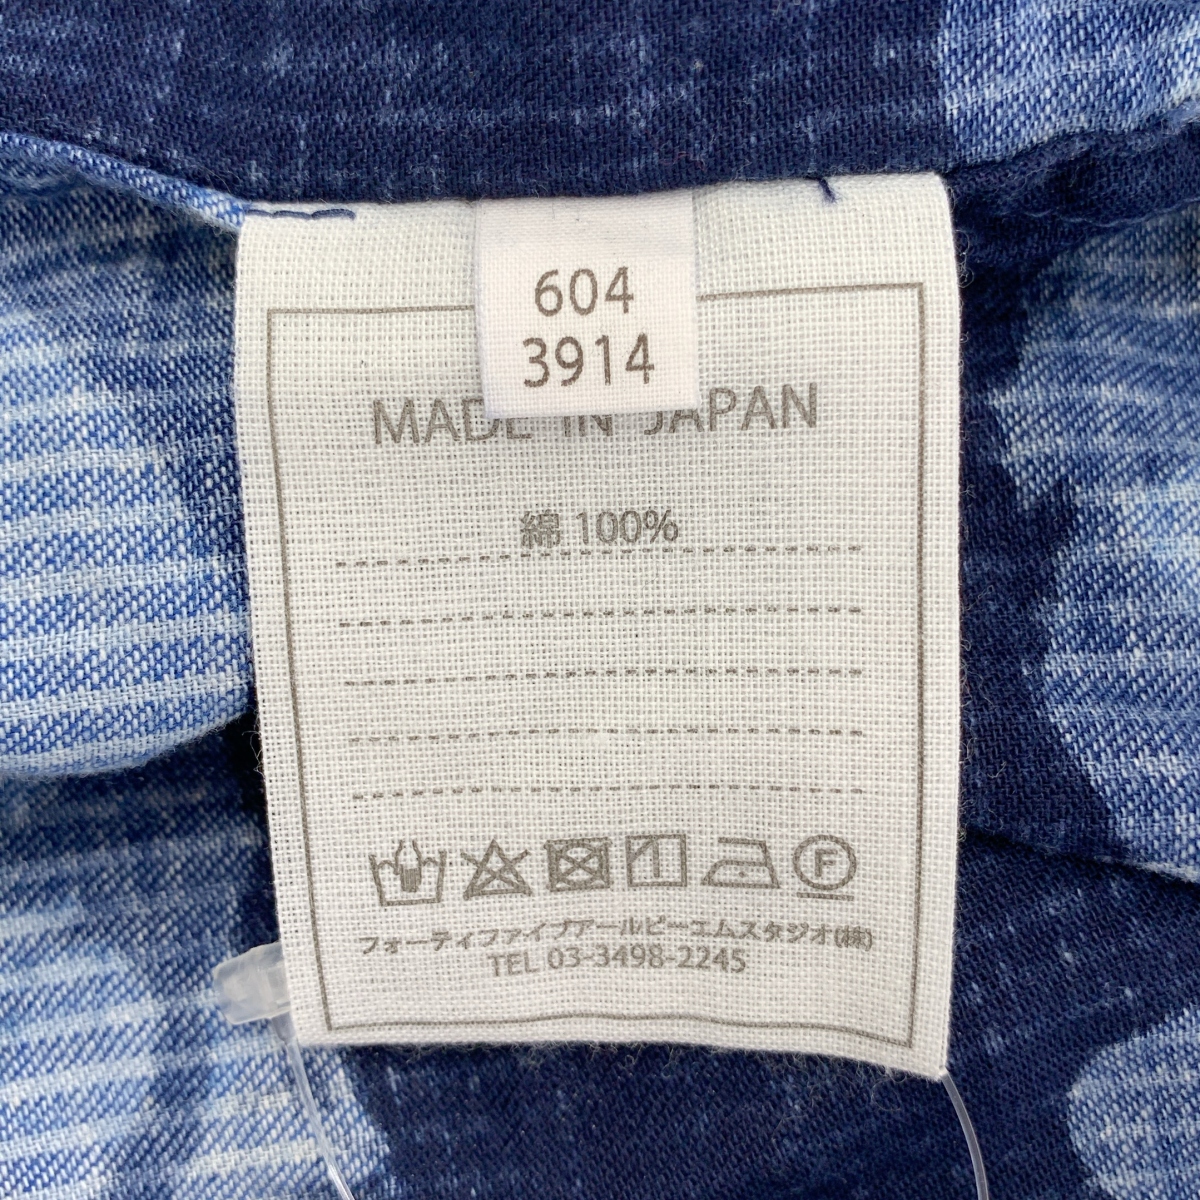 604
3914
MADE IN JAPAN
綿 100%
F
フォーティファイブアールピーエムスタジオ(株)
TEL 03-3498-2245